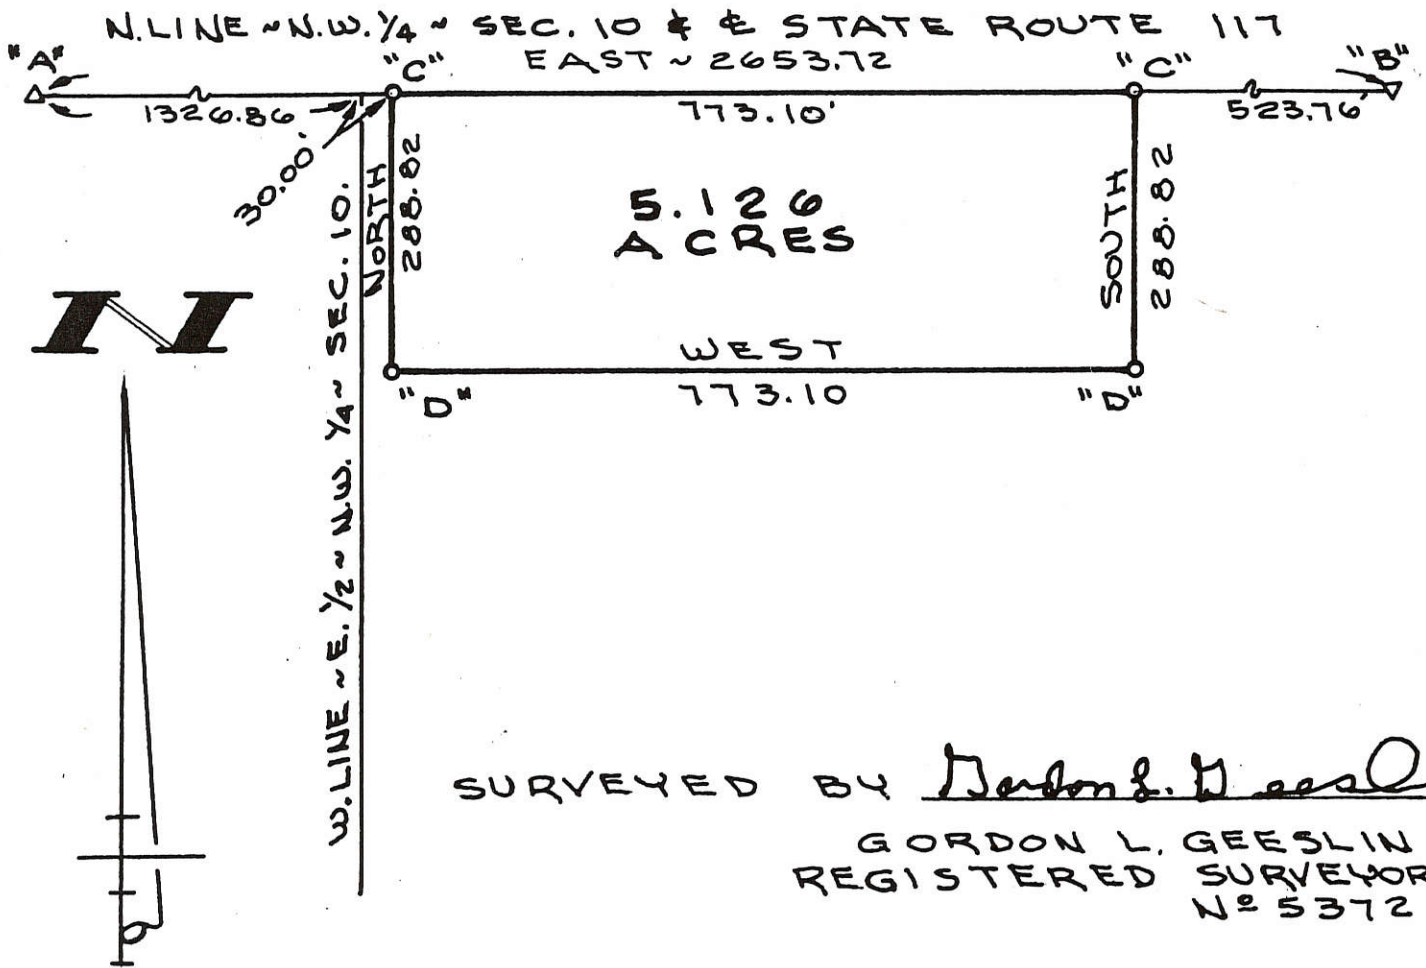 N.LINE ~ N.W. 1/4 ~ SEC. 10 & ℄ STATE ROUTE 117
EAST ~ 2653.72
"A"
"C"
"C"
"B"
1326.86
773.10'
523.76'
30.00'
NORTH
288.82
5.126
ACRES
SOUTH
288.82
WEST
773.10
"D"
"D"
W.LINE ~ E. 1/2 ~ N.W. 1/4 ~ SEC. 10.
N
SURVEYED BY Gordon L. Geesl
GORDON L. GEESLIN
REGISTERED SURVEYOR
Nº 5372